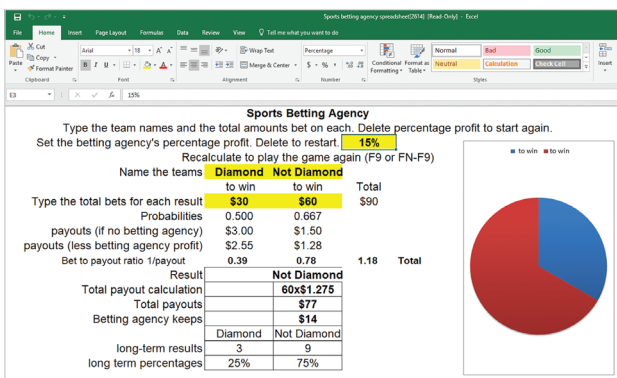 Sports betting agency spreadsheet[2614] [Read-Only] - Excel
File Home Insert Page Layout Formulas Data Review View Tell me what you want to do
Cut
Copy
Format Painter
Paste
Clipboard
Arial 18
B I U
Font
Wrap Text
Merge & Center
Alignment
Percentage
$ % ,
Number
Conditional Formatting
Format as Table
Normal Bad Good
Neutral Calculation Check Cell
Styles
Insert
E3 fx 15%
Sports Betting Agency
Type the team names and the total amounts bet on each. Delete percentage profit to start again.
Set the betting agency's percentage profit. Delete to restart. 15%
Recalculate to play the game again (F9 or FN-F9)
Name the teams Diamond Not Diamond
to win to win Total
Type the total bets for each result $30 $60 $90
Probabilities 0.500 0.667
payouts (if no betting agency) $3.00 $1.50
payouts (less betting agency profit) $2.55 $1.28
Bet to payout ratio 1/payout 0.39 0.78 1.18 Total
Result Not Diamond
Total payout calculation 60x$1.275
Total payouts $77
Betting agency keeps $14
Diamond Not Diamond
long-term results 3 9
long term percentages 25% 75%
to win to win